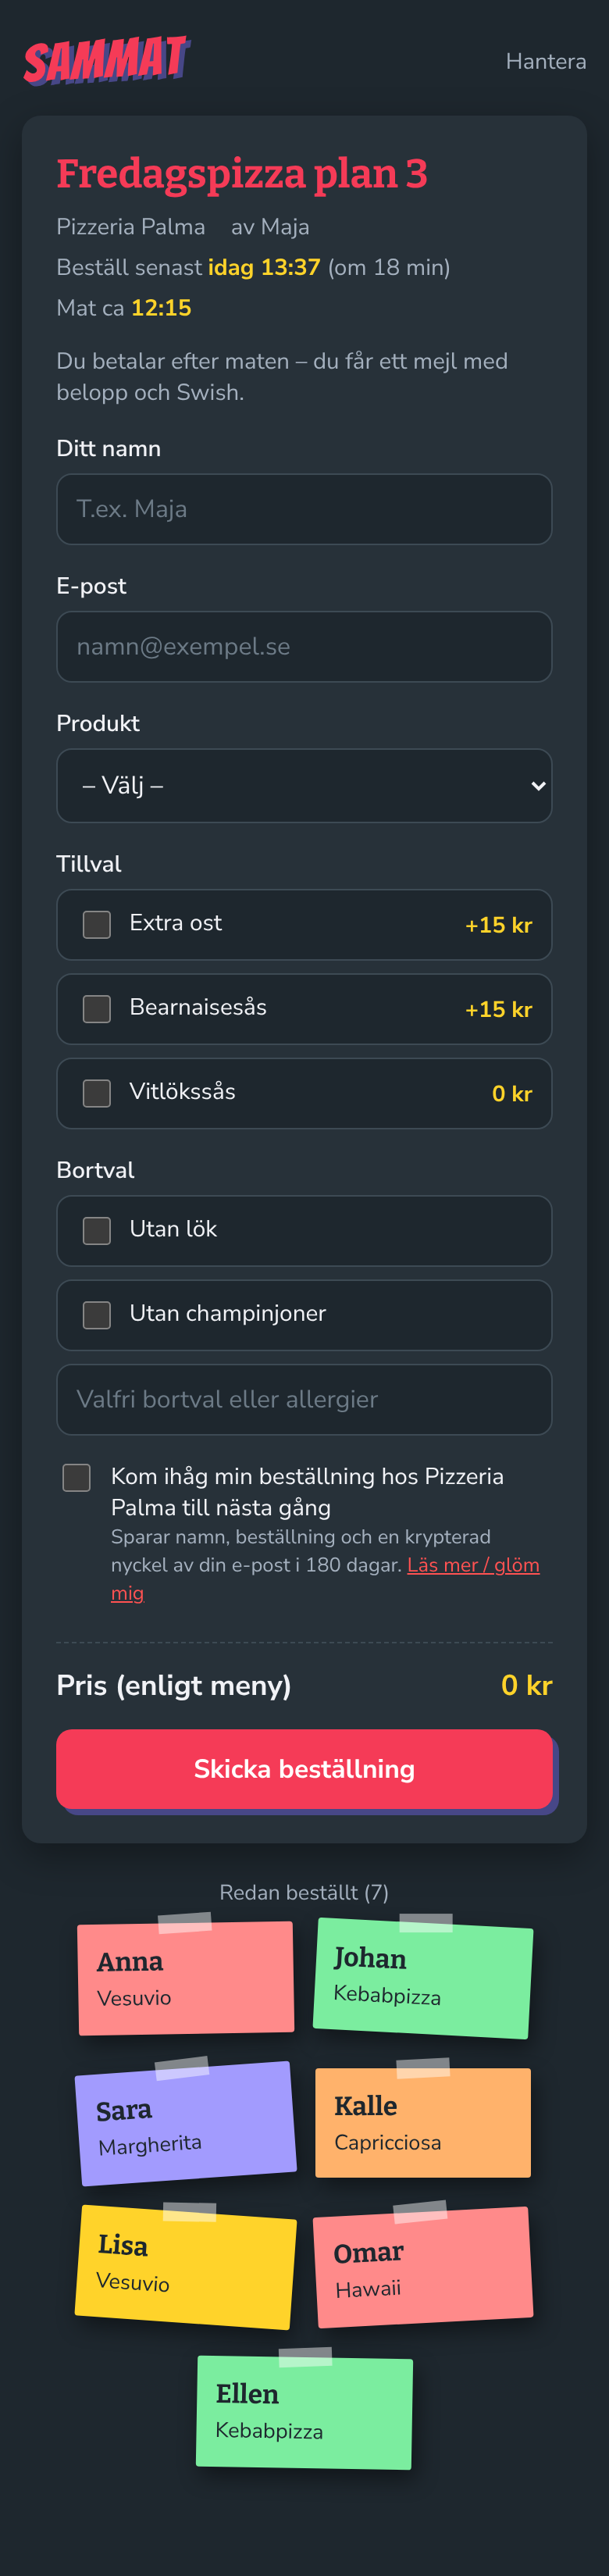 SAMMAT
Hantera
Fredagspizza plan 3
Pizzeria Palma av Maja
Beställ senast idag 13:37 (om 18 min)
Mat ca 12:15
Du betalar efter maten – du får ett mejl med
belopp och Swish.
Ditt namn
T.ex. Maja
E-post
namn@exempel.se
Produkt
– Välj –
Tillval
Extra ost +15 kr
Bearnaisesås +15 kr
Vitlökssås 0 kr
Bortval
Utan lök
Utan champinjoner
Valfri bortval eller allergier
Kom ihåg min beställning hos Pizzeria
Palma till nästa gång
Sparar namn, beställning och en krypterad
nyckel av din e-post i 180 dagar. Läs mer / glöm
mig
Pris (enligt meny) 0 kr
Skicka beställning
Redan beställt (7)
Anna
Vesuvio
Johan
Kebabpizza
Sara
Margherita
Kalle
Capricciosa
Lisa
Vesuvio
Omar
Hawaii
Ellen
Kebabpizza